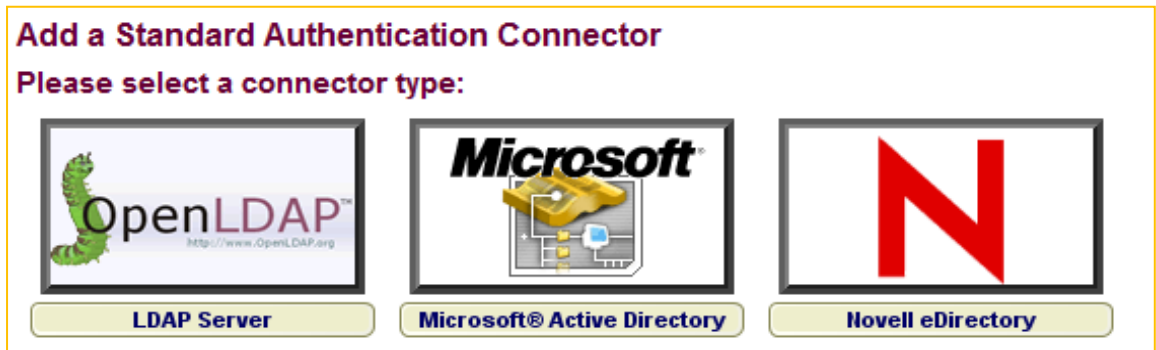 Add a Standard Authentication Connector
Please select a connector type:
OpenLDAP™
http://www.OpenLDAP.org
Microsoft®
N
LDAP Server
Microsoft® Active Directory
Novell eDirectory